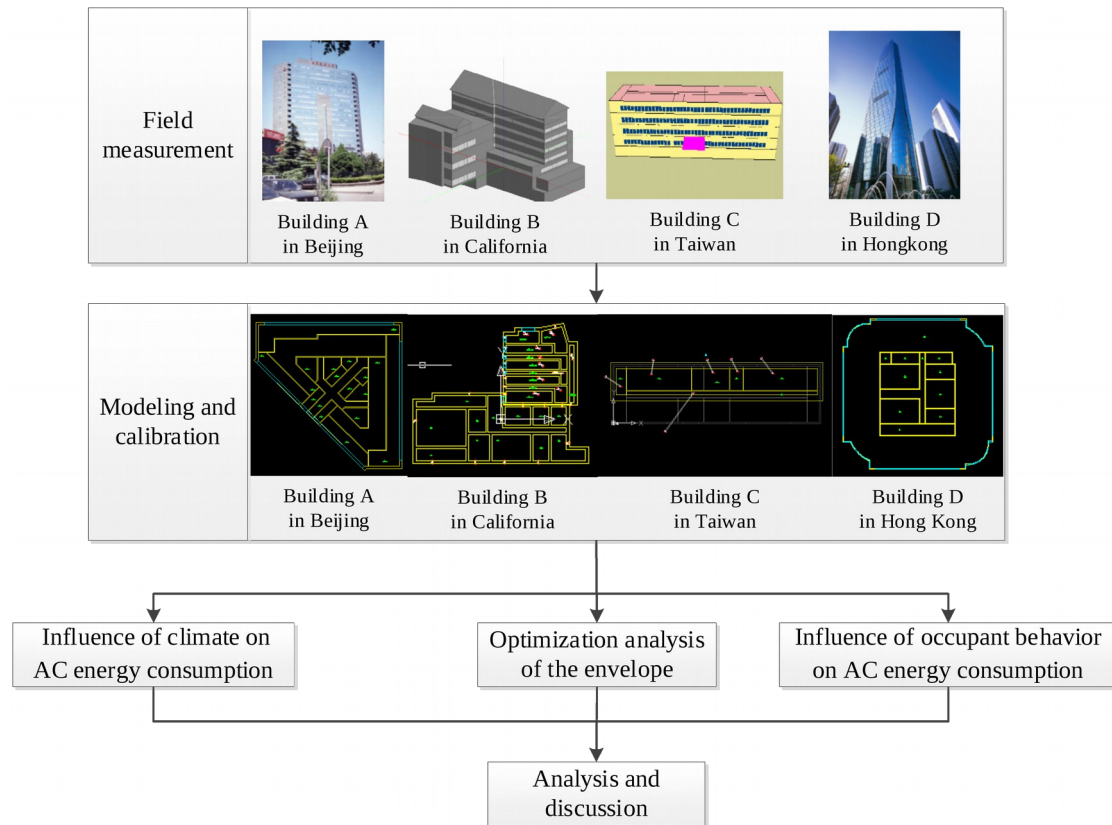 Field
measurement
Building A
in Beijing
Building B
in California
Building C
in Taiwan
Building D
in Hongkong
Modeling and
calibration
Building A
in Beijing
Building B
in California
Building C
in Taiwan
Building D
in Hong Kong
Influence of climate on
AC energy consumption
Optimization analysis
of the envelope
Influence of occupant behavior
on AC energy consumption
Analysis and
discussion